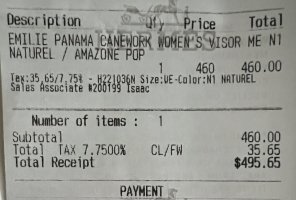 Description Qty Price Total
EMILIE PANAMA CANEWORK WOMEN'S VISOR ME N1
NATUREL / AMAZONE POP
1 460 460.00
Tax:35,65/7.75% - H221036N Size:UE-Color:N1 NATUREL
Sales Associate #200199 Isaac
Number of items : 1
Subtotal 460.00
Total TAX 7.7500% CL/FW 35.65
Total Receipt $495.65
PAYMENT